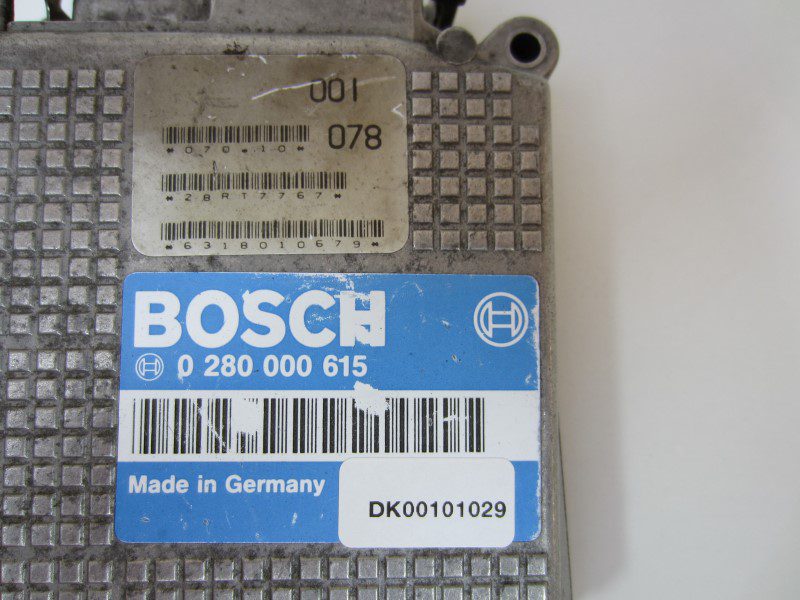 001
078
*070.10*
*28RT7767*
*6318010679*
BOSCH
0 280 000 615
Made in Germany
DK00101029